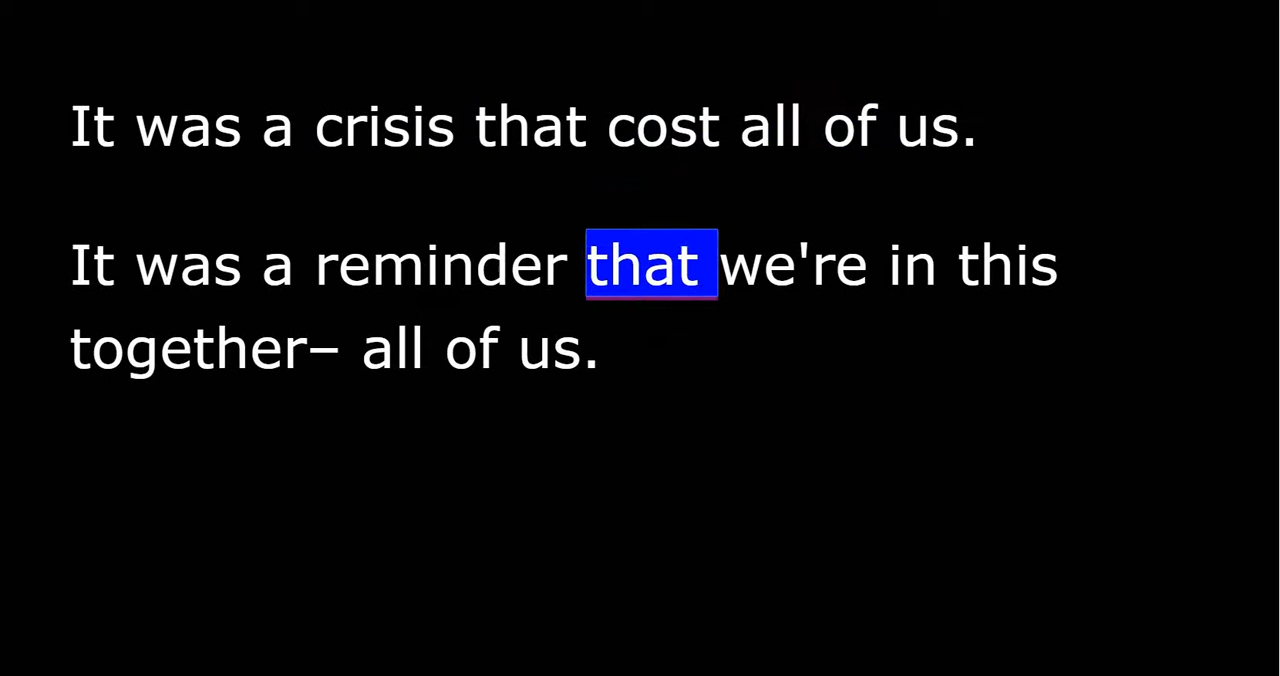 It was a crisis that cost all of us.
It was a reminder that we're in this
together– all of us.